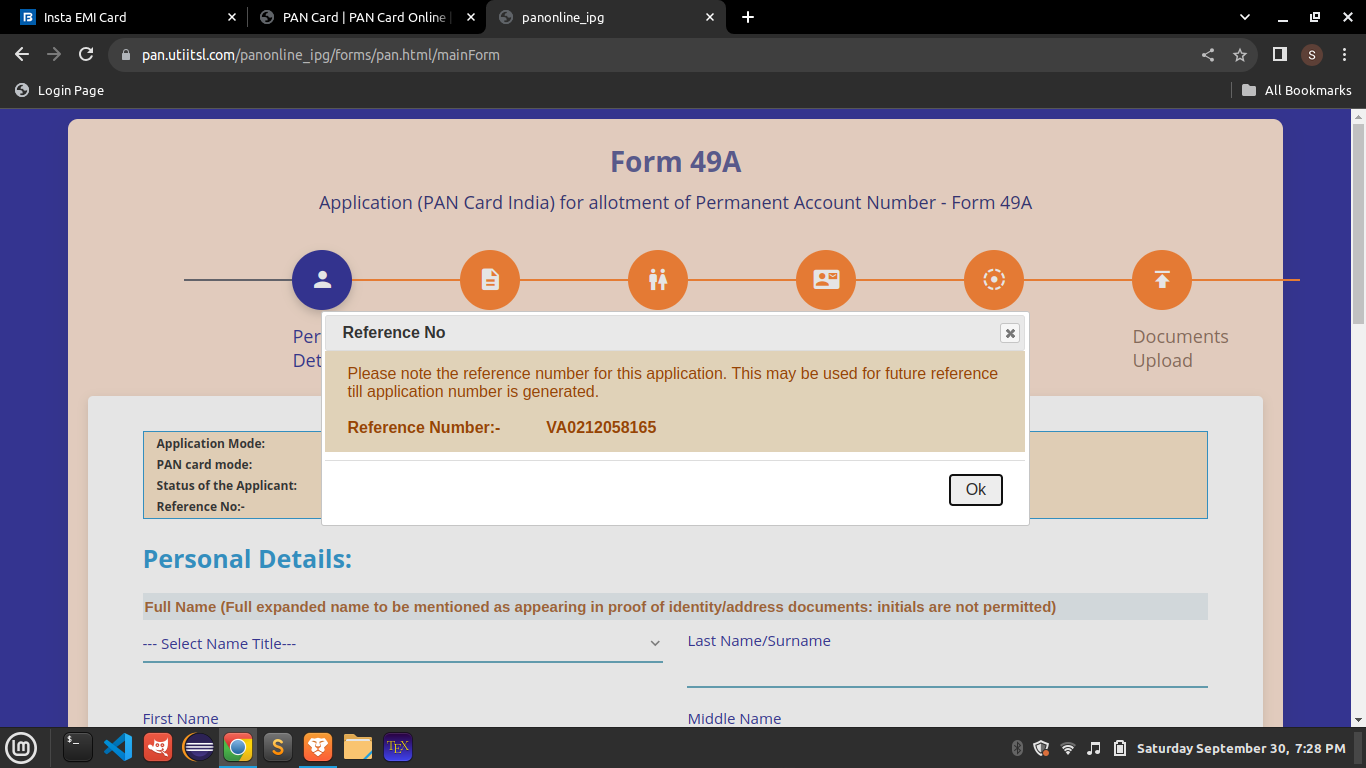 Insta EMI Card
PAN Card | PAN Card Online |
panonline_ipg
pan.utiitsl.com/panonline_ipg/forms/pan.html/mainForm
S
Login Page
All Bookmarks
Form 49A
Application (PAN Card India) for allotment of Permanent Account Number - Form 49A
Per
Det
Documents
Upload
Reference No
Please note the reference number for this application. This may be used for future reference
till application number is generated.
Reference Number:- VA0212058165
Ok
Application Mode:
PAN card mode:
Status of the Applicant:
Reference No:-
Personal Details:
Full Name (Full expanded name to be mentioned as appearing in proof of identity/address documents: initials are not permitted)
--- Select Name Title---
Last Name/Surname
First Name
Middle Name
Saturday September 30, 7:28 PM